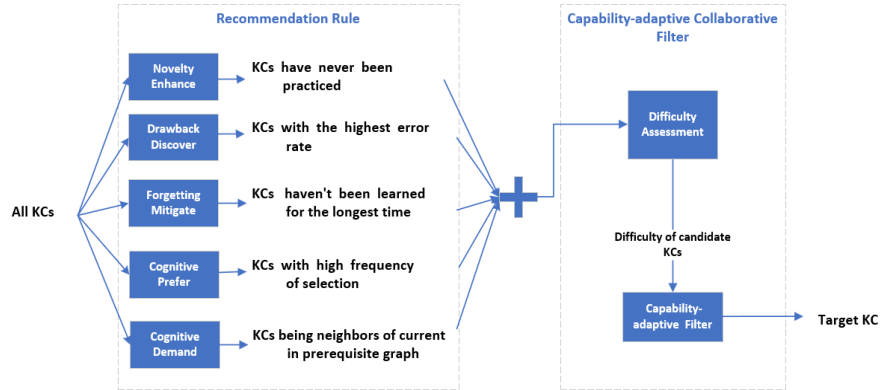 Recommendation Rule
Capability-adaptive Collaborative
Filter
All KCs
Novelty
Enhance
KCs have never been
practiced
Drawback
Discover
KCs with the highest error
rate
Forgetting
Mitigate
KCs haven't been learned
for the longest time
Cognitive
Prefer
KCs with high frequency
of selection
Cognitive
Demand
KCs being neighbors of current
in prerequisite graph
Difficulty
Assessment
Difficulty of candidate
KCs
Capability-
adaptive Filter
Target KC